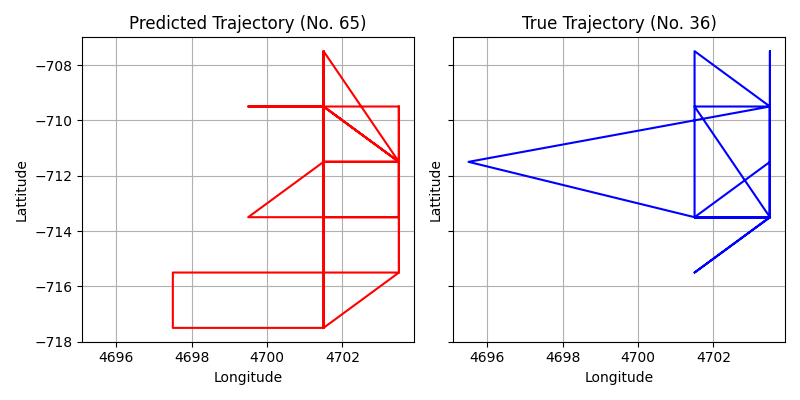 Predicted Trajectory (No. 65)
True Trajectory (No. 36)
−708
−710
−712
−714
−716
−718
Lattitude
Lattitude
4696 4698 4700 4702
4696 4698 4700 4702
Longitude
Longitude